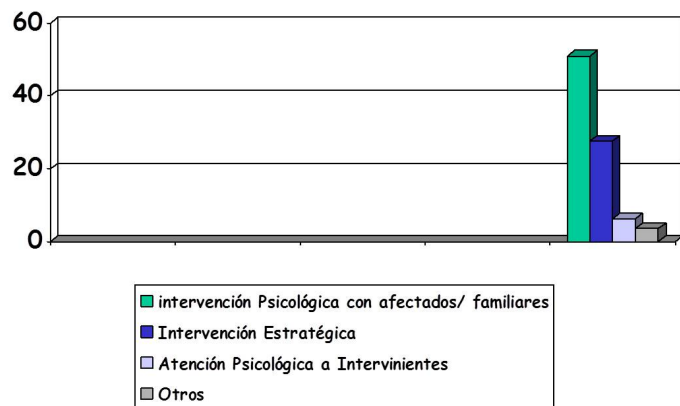 60
40
20
0
intervención Psicológica con afectados/ familiares
Intervención Estratégica
Atención Psicológica a Intervinientes
Otros